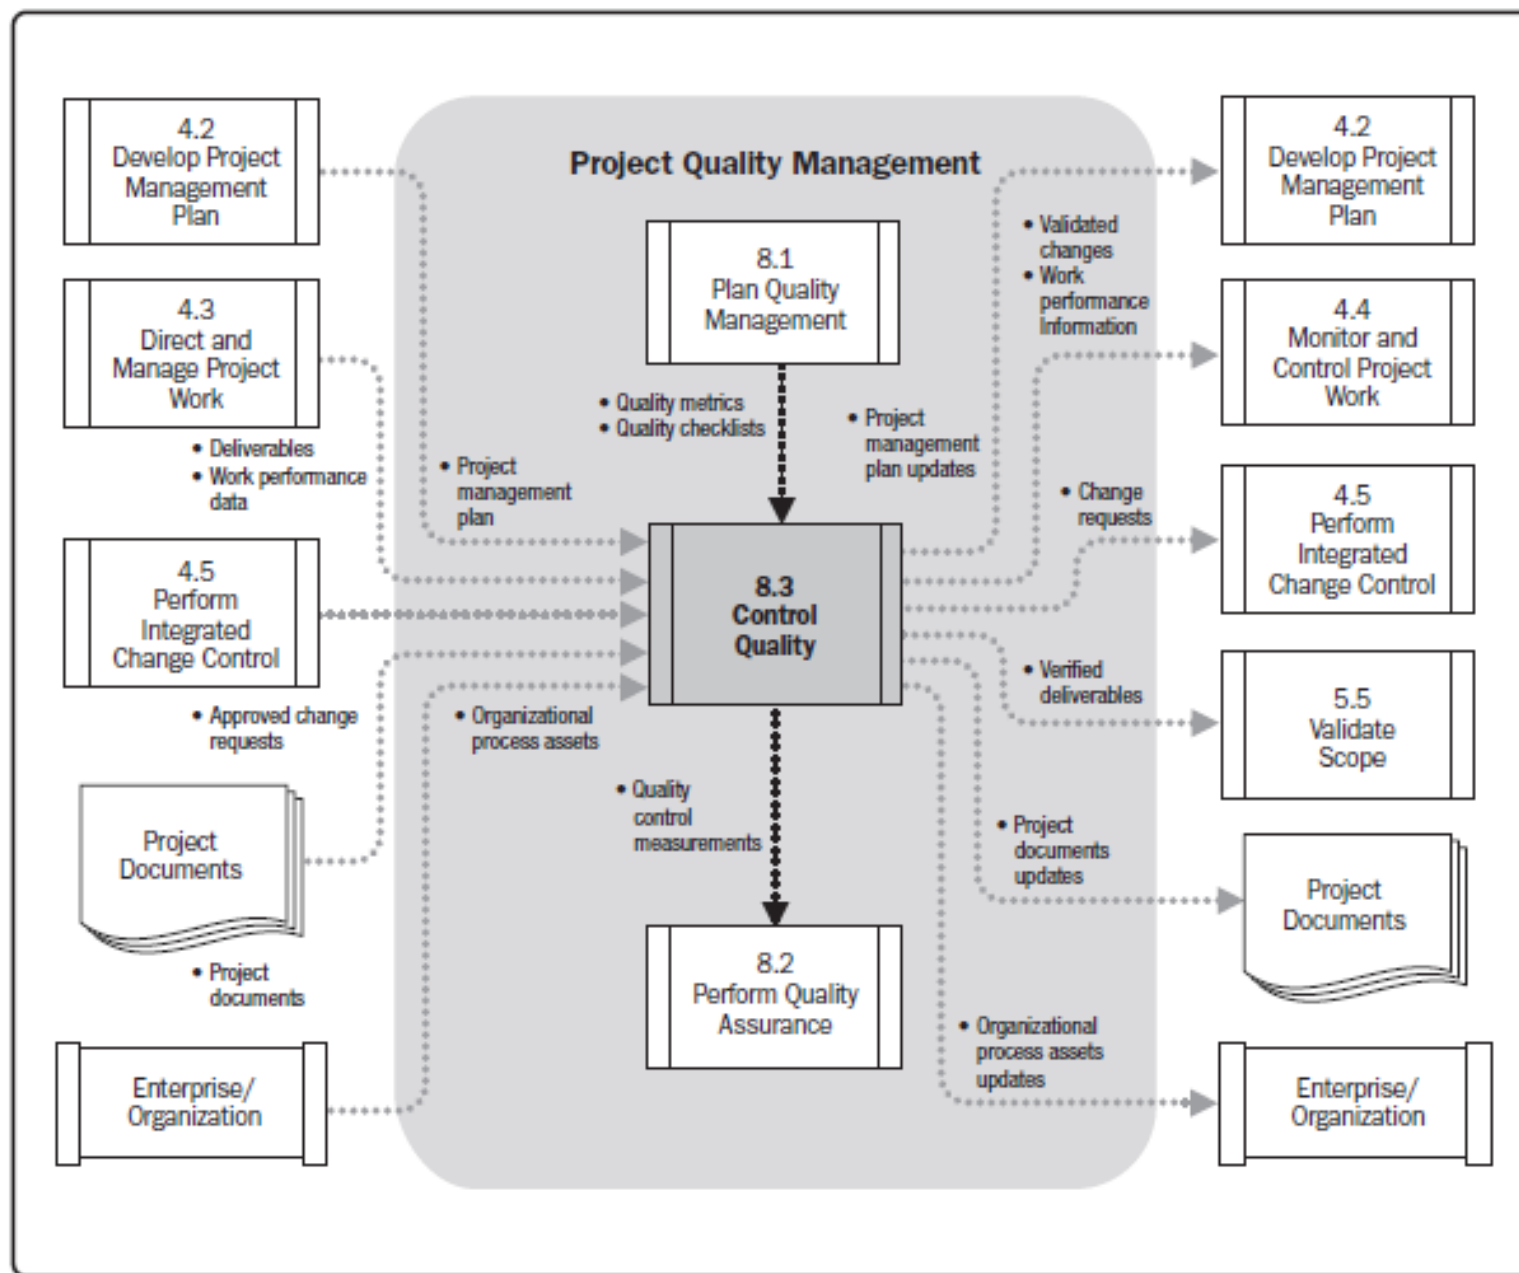 Project Quality Management
4.2
Develop Project
Management
Plan
4.3
Direct and
Manage Project
Work
• Deliverables
• Work performance
data
4.5
Perform
Integrated
Change Control
• Approved change
requests
Project
Documents
• Project
documents
Enterprise/
Organization
• Project
management
plan
• Organizational
process assets
8.1
Plan Quality
Management
• Quality metrics
• Quality checklists
8.3
Control
Quality
• Quality
control
measurements
8.2
Perform Quality
Assurance
• Project
management
plan updates
• Validated
changes
• Work
performance
Information
• Change
requests
• Verified
deliverables
• Project
documents
updates
• Organizational
process assets
updates
4.2
Develop Project
Management
Plan
4.4
Monitor and
Control Project
Work
4.5
Perform
Integrated
Change Control
5.5
Validate
Scope
Project
Documents
Enterprise/
Organization